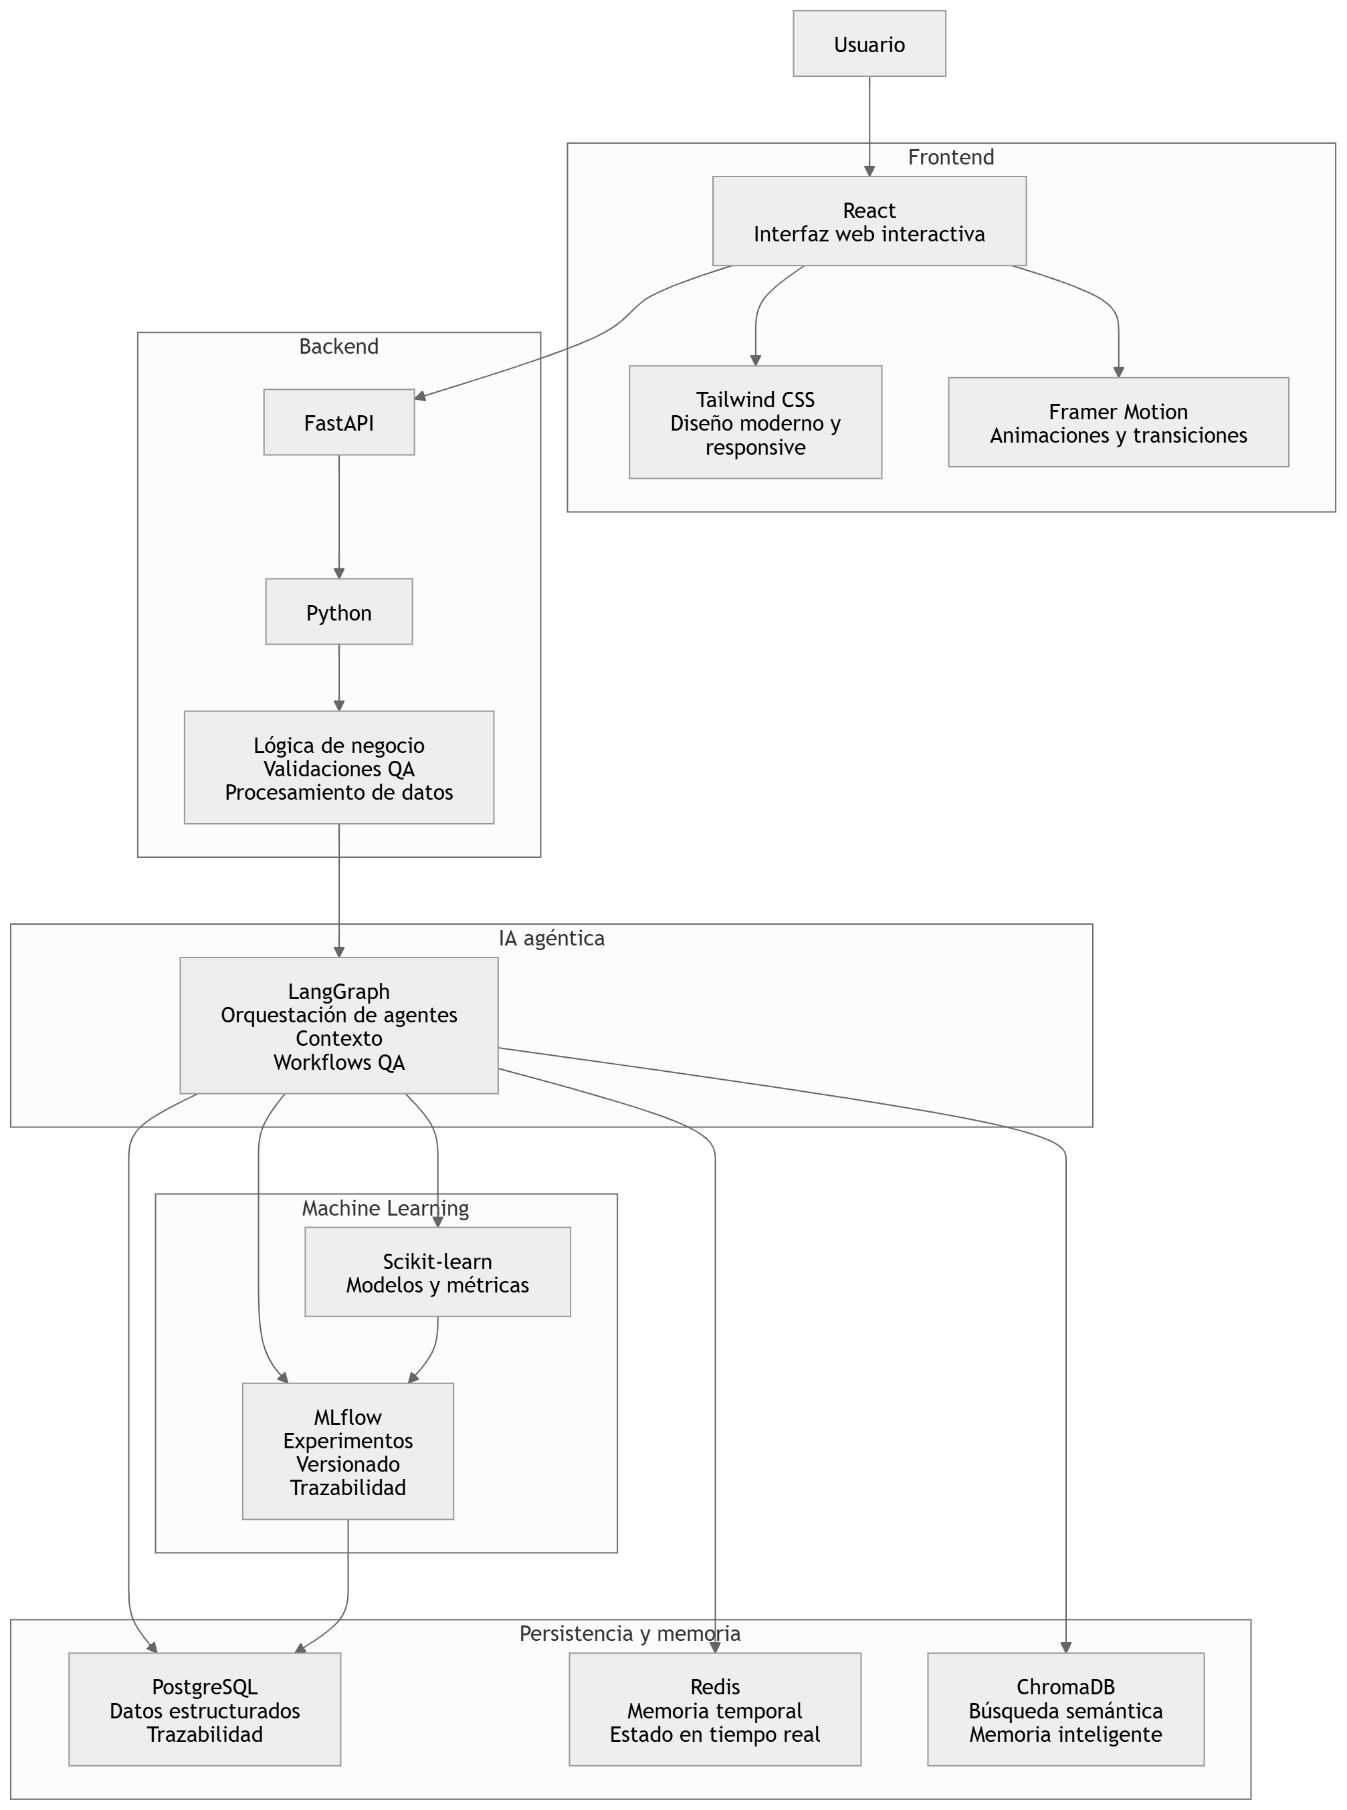 Usuario
Frontend
React
Interfaz web interactiva
Backend
FastAPI
Tailwind CSS
Diseño moderno y
responsive
Framer Motion
Animaciones y transiciones
Python
Lógica de negocio
Validaciones QA
Procesamiento de datos
IA agéntica
LangGraph
Orquestación de agentes
Contexto
Workflows QA
Machine Learning
Scikit-learn
Modelos y métricas
MLflow
Experimentos
Versionado
Trazabilidad
Persistencia y memoria
PostgreSQL
Datos estructurados
Trazabilidad
Redis
Memoria temporal
Estado en tiempo real
ChromaDB
Búsqueda semántica
Memoria inteligente